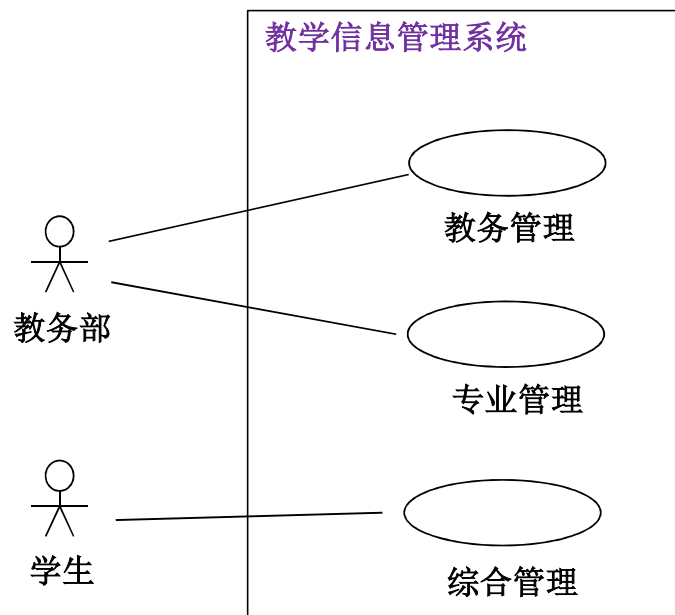 教学信息管理系统
教务管理
教务部
专业管理
学生
综合管理